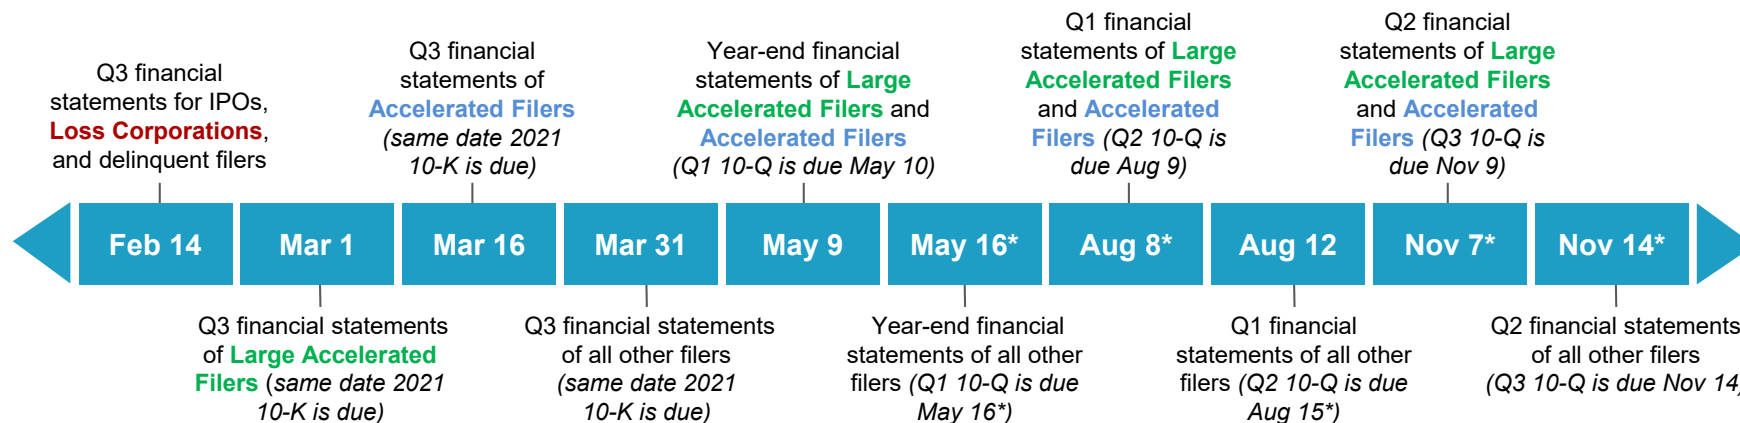 Q3 financial
statements for IPOs,
Loss Corporations,
and delinquent filers
Q3 financial
statements of
Accelerated Filers
(same date 2021
10-K is due)
Year-end financial
statements of Large
Accelerated Filers and
Accelerated Filers
(Q1 10-Q is due May 10)
Q1 financial
statements of Large
Accelerated Filers
and Accelerated
Filers (Q2 10-Q is
due Aug 9)
Q2 financial
statements of Large
Accelerated Filers
and Accelerated
Filers (Q3 10-Q is
due Nov 9)
Feb 14
Mar 1
Mar 16
Mar 31
May 9
May 16*
Aug 8*
Aug 12
Nov 7*
Nov 14*
Q3 financial statements
of Large Accelerated
Filers (same date 2021
10-K is due)
Q3 financial statements
of all other filers
(same date 2021
10-K is due)
Year-end financial
statements of all other
filers (Q1 10-Q is due
May 16*)
Q1 financial
statements of all other
filers (Q2 10-Q is due
Aug 15*)
Q2 financial statements
of all other filers
(Q3 10-Q is due Nov 14)